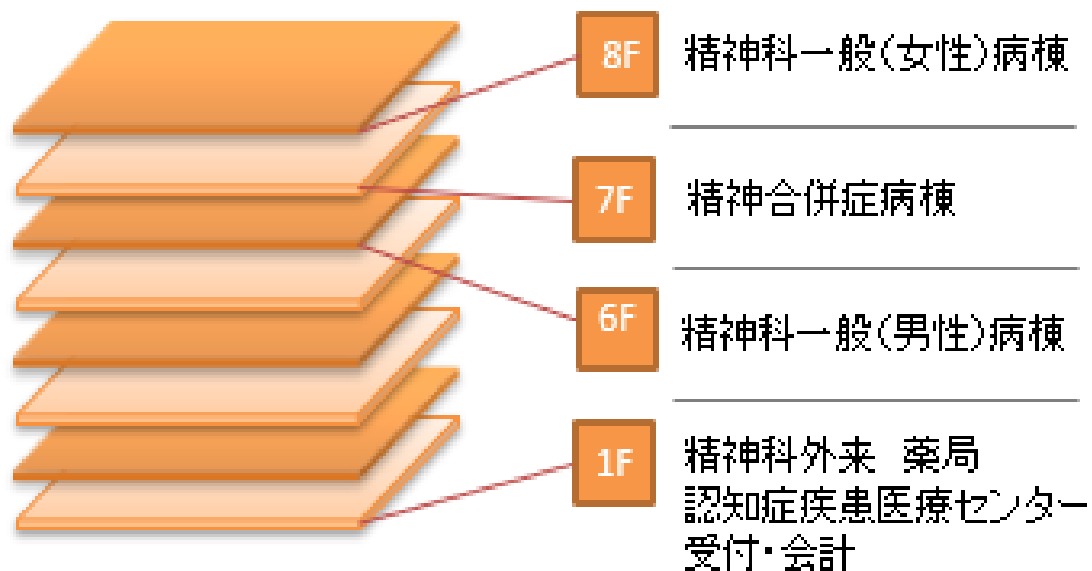 8F 精神科一般(女性)病棟
7F 精神合併症病棟
6F 精神科一般(男性)病棟
1F 精神科外来 薬局
認知症疾患医療センター
受付・会計